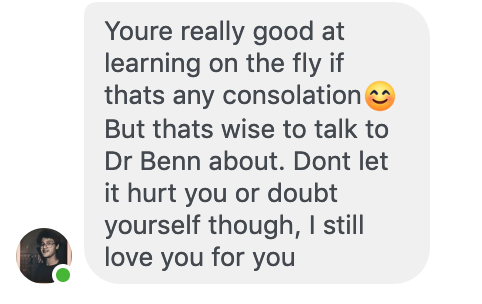 Youre really good at
learning on the fly if
thats any consolation😊
But thats wise to talk to
Dr Benn about. Dont let
it hurt you or doubt
yourself though, I still
love you for you